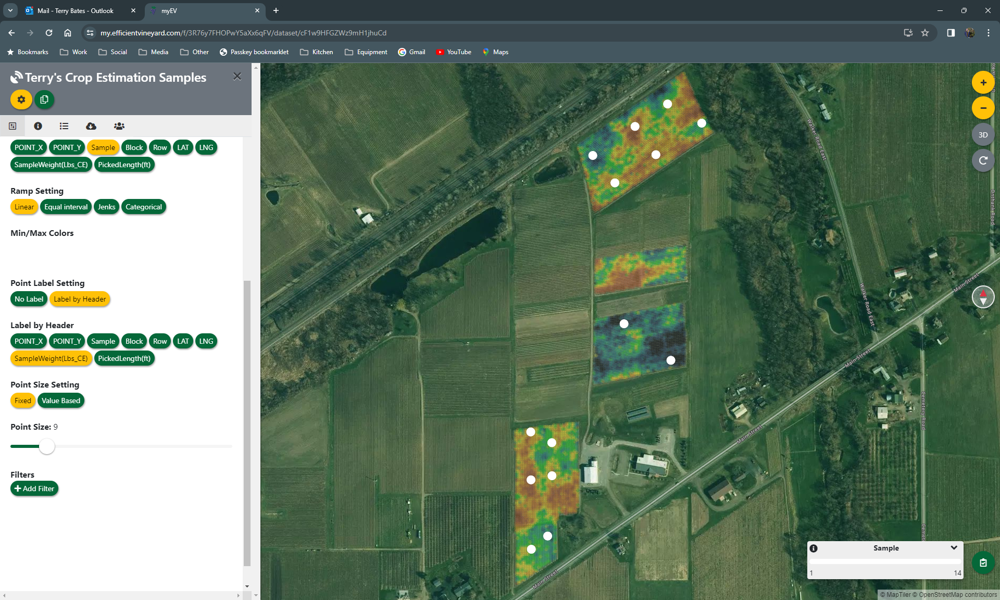 Mail - Terry Bates - Outlook
myEV
my.efficientvineyard.com/f/3R76y7FHOPwY5aXx6qFV/dataset/cF1w9HFGZWz9mH1jhuCd
Bookmarks Work Social Media Other Passkey bookmarklet Kitchen Equipment Gmail YouTube Maps
Terry's Crop Estimation Samples
POINT_X POINT_Y Sample Block Row LAT LNG
SampleWeight(Lbs_CE) PickedLength(ft)
Ramp Setting
Linear Equal interval Jenks Categorical
Min/Max Colors
Point Label Setting
No Label Label by Header
Label by Header
POINT_X POINT_Y Sample Block Row LAT LNG
SampleWeight(Lbs_CE) PickedLength(ft)
Point Size Setting
Fixed Value Based
Point Size: 9
Filters
+ Add Filter
+
−
3D
Walker Road East
Walker Road East
Main Street
Main Street
Main Street
Main Street
Cemetery Road
Sample
1 14
© MapTiler © OpenStreetMap contributors